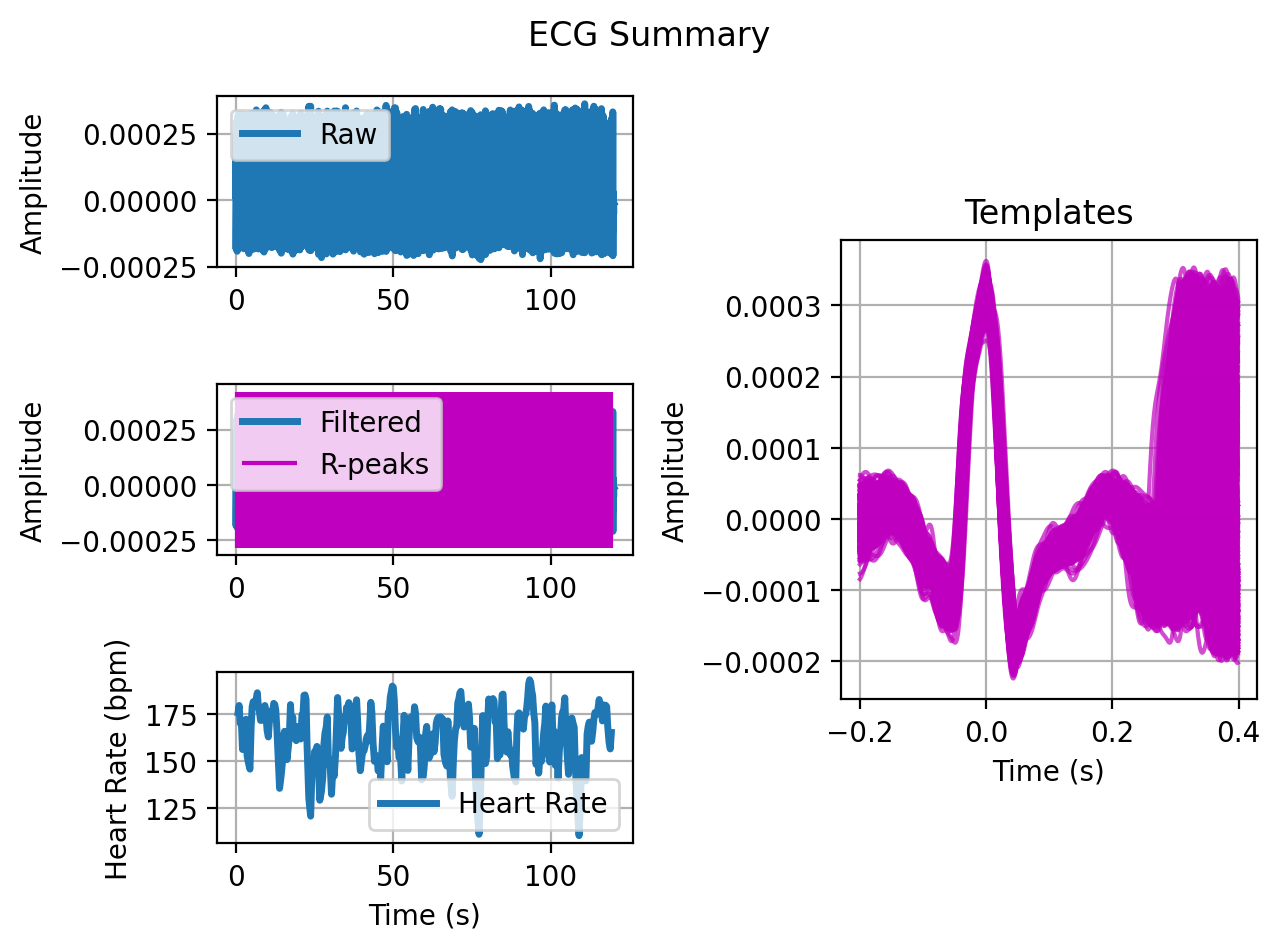 ECG Summary
Amplitude
0.00025
0.00000
−0.00025
Raw
0 50 100
Amplitude
0.00025
0.00000
−0.00025
Filtered
R-peaks
0 50 100
Heart Rate (bpm)
175
150
125
Heart Rate
0 50 100
Time (s)
Templates
Amplitude
0.0003
0.0002
0.0001
0.0000
−0.0001
−0.0002
−0.2 0.0 0.2 0.4
Time (s)